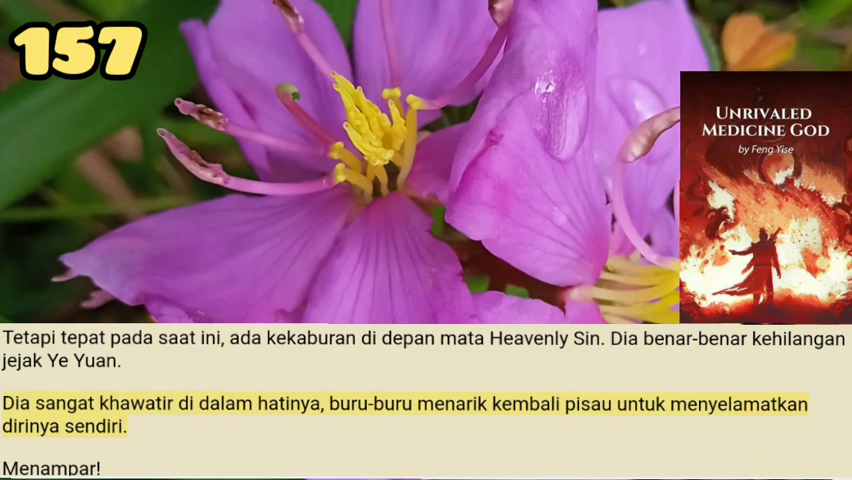 157
UNRIVALED
MEDICINE GOD
by Feng Yise
Tetapi tepat pada saat ini, ada kekaburan di depan mata Heavenly Sin. Dia benar-benar kehilangan
jejak Ye Yuan.
Dia sangat khawatir di dalam hatinya, buru-buru menarik kembali pisau untuk menyelamatkan
dirinya sendiri.
Menampar!